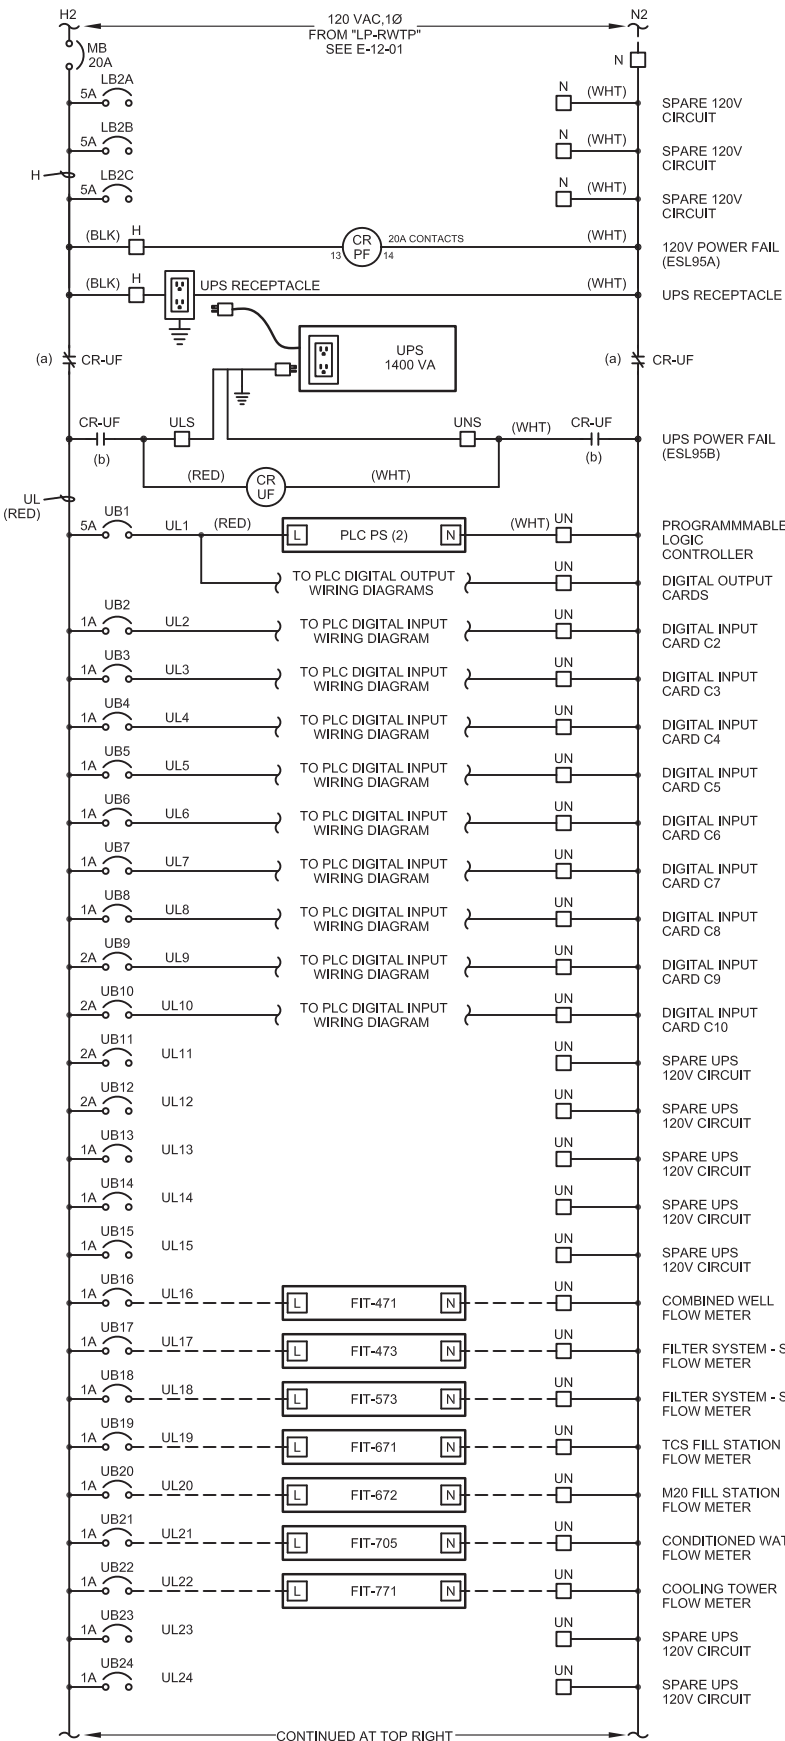 H2
120 VAC,1Ø
FROM "LP-RWTP"
SEE E-12-01
N2
MB
20A
N
LB2A
5A
N
(WHT)
SPARE 120V
CIRCUIT
LB2B
5A
N
(WHT)
SPARE 120V
CIRCUIT
H
LB2C
5A
N
(WHT)
SPARE 120V
CIRCUIT
(BLK)
H
CR
PF
13
14
20A CONTACTS
(WHT)
120V POWER FAIL
(ESL95A)
(BLK)
H
UPS RECEPTACLE
(WHT)
UPS RECEPTACLE
(a)
CR-UF
UPS
1400 VA
(a)
CR-UF
CR-UF
(b)
ULS
UNS
(WHT)
CR-UF
(b)
UPS POWER FAIL
(ESL95B)
(RED)
CR
UF
(WHT)
UL
(RED)
UB1
5A
UL1
(RED)
L
PLC PS (2)
N
(WHT)
UN
PROGRAMMMABLE
LOGIC
CONTROLLER
TO PLC DIGITAL OUTPUT
WIRING DIAGRAMS
UN
DIGITAL OUTPUT
CARDS
UB2
1A
UL2
TO PLC DIGITAL INPUT
WIRING DIAGRAM
UN
DIGITAL INPUT
CARD C2
UB3
1A
UL3
TO PLC DIGITAL INPUT
WIRING DIAGRAM
UN
DIGITAL INPUT
CARD C3
UB4
1A
UL4
TO PLC DIGITAL INPUT
WIRING DIAGRAM
UN
DIGITAL INPUT
CARD C4
UB5
1A
UL5
TO PLC DIGITAL INPUT
WIRING DIAGRAM
UN
DIGITAL INPUT
CARD C5
UB6
1A
UL6
TO PLC DIGITAL INPUT
WIRING DIAGRAM
UN
DIGITAL INPUT
CARD C6
UB7
1A
UL7
TO PLC DIGITAL INPUT
WIRING DIAGRAM
UN
DIGITAL INPUT
CARD C7
UB8
1A
UL8
TO PLC DIGITAL INPUT
WIRING DIAGRAM
UN
DIGITAL INPUT
CARD C8
UB9
2A
UL9
TO PLC DIGITAL INPUT
WIRING DIAGRAM
UN
DIGITAL INPUT
CARD C9
UB10
2A
UL10
TO PLC DIGITAL INPUT
WIRING DIAGRAM
UN
DIGITAL INPUT
CARD C10
UB11
2A
UL11
UN
SPARE UPS
120V CIRCUIT
UB12
2A
UL12
UN
SPARE UPS
120V CIRCUIT
UB13
1A
UL13
UN
SPARE UPS
120V CIRCUIT
UB14
1A
UL14
UN
SPARE UPS
120V CIRCUIT
UB15
1A
UL15
UN
SPARE UPS
120V CIRCUIT
UB16
1A
UL16
L
FIT-471
N
UN
COMBINED WELL
FLOW METER
UB17
1A
UL17
L
FIT-473
N
UN
FILTER SYSTEM - S
FLOW METER
UB18
1A
UL18
L
FIT-573
N
UN
FILTER SYSTEM - S
FLOW METER
UB19
1A
UL19
L
FIT-671
N
UN
TCS FILL STATION
FLOW METER
UB20
1A
UL20
L
FIT-672
N
UN
M20 FILL STATION
FLOW METER
UB21
1A
UL21
L
FIT-705
N
UN
CONDITIONED WAT
FLOW METER
UB22
1A
UL22
L
FIT-771
N
UN
COOLING TOWER
FLOW METER
UB23
1A
UL23
UN
SPARE UPS
120V CIRCUIT
UB24
1A
UL24
UN
SPARE UPS
120V CIRCUIT
CONTINUED AT TOP RIGHT